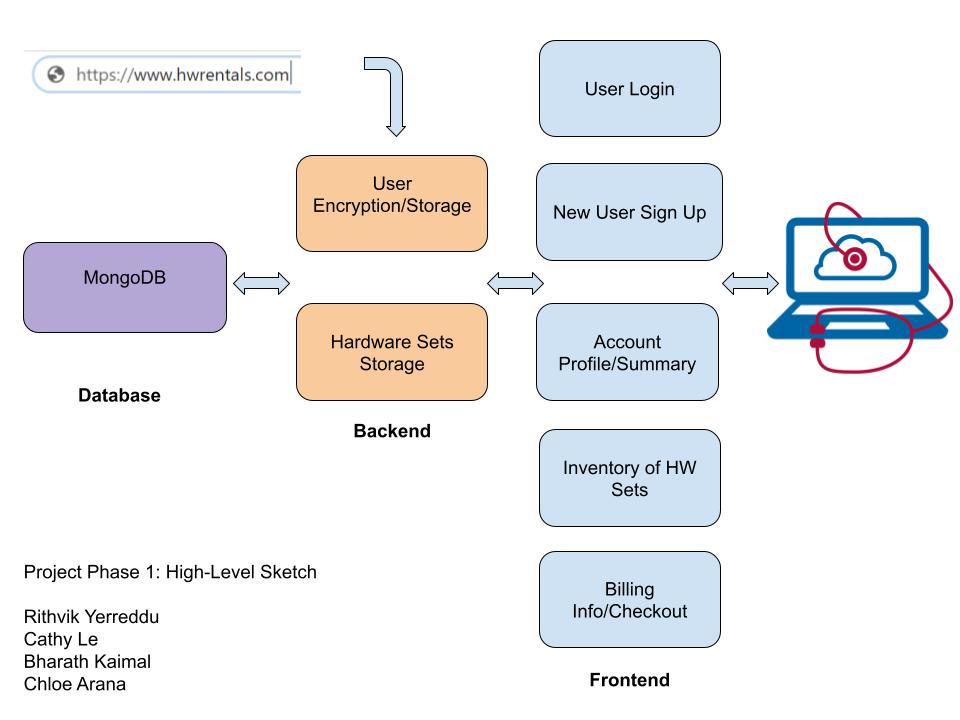 https://www.hwrentals.com
User Login
User
Encryption/Storage
New User Sign Up
MongoDB
Hardware Sets
Storage
Account
Profile/Summary
Database
Backend
Inventory of HW
Sets
Billing
Info/Checkout
Frontend
Project Phase 1: High-Level Sketch
Rithvik Yerreddu
Cathy Le
Bharath Kaimal
Chloe Arana